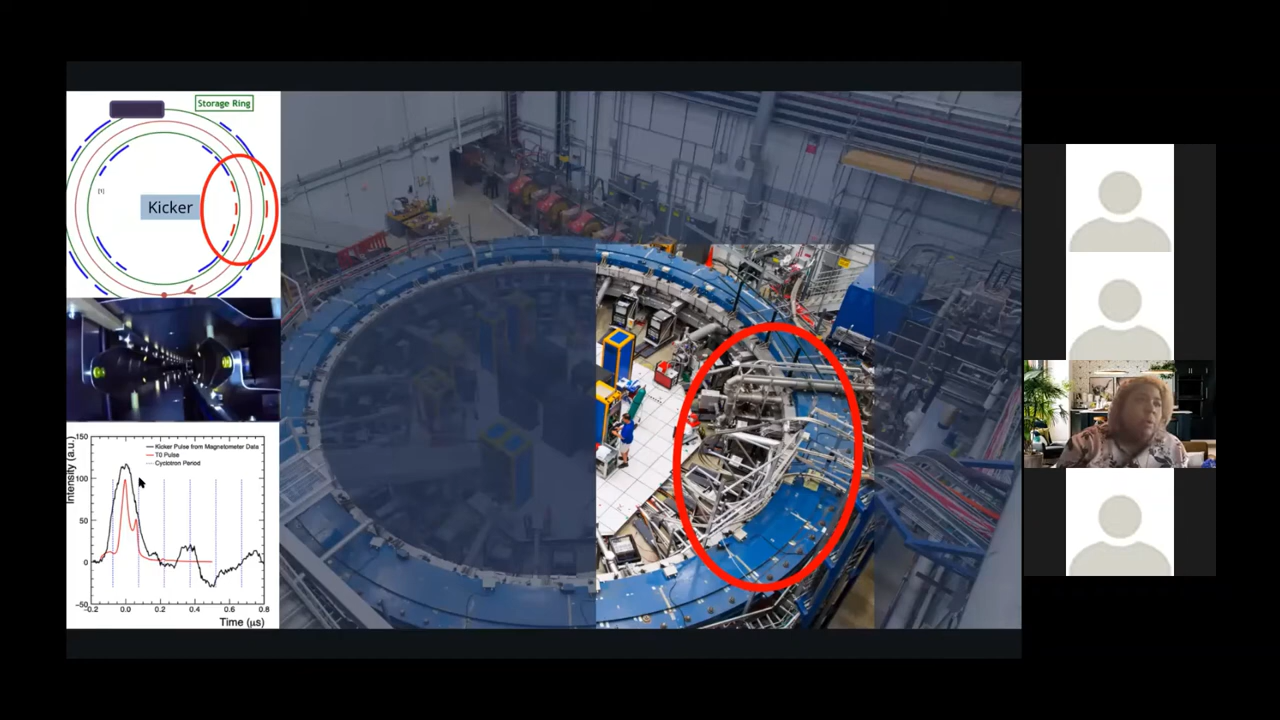 Storage Ring
[1]
Kicker
Intensity (a.u.)
150
100
50
0
-50
Kicker Pulse from Magnetometer Data
T0 Pulse
Cyclotron Period
-0.2 0.0 0.2 0.4 0.6 0.8
Time (µs)